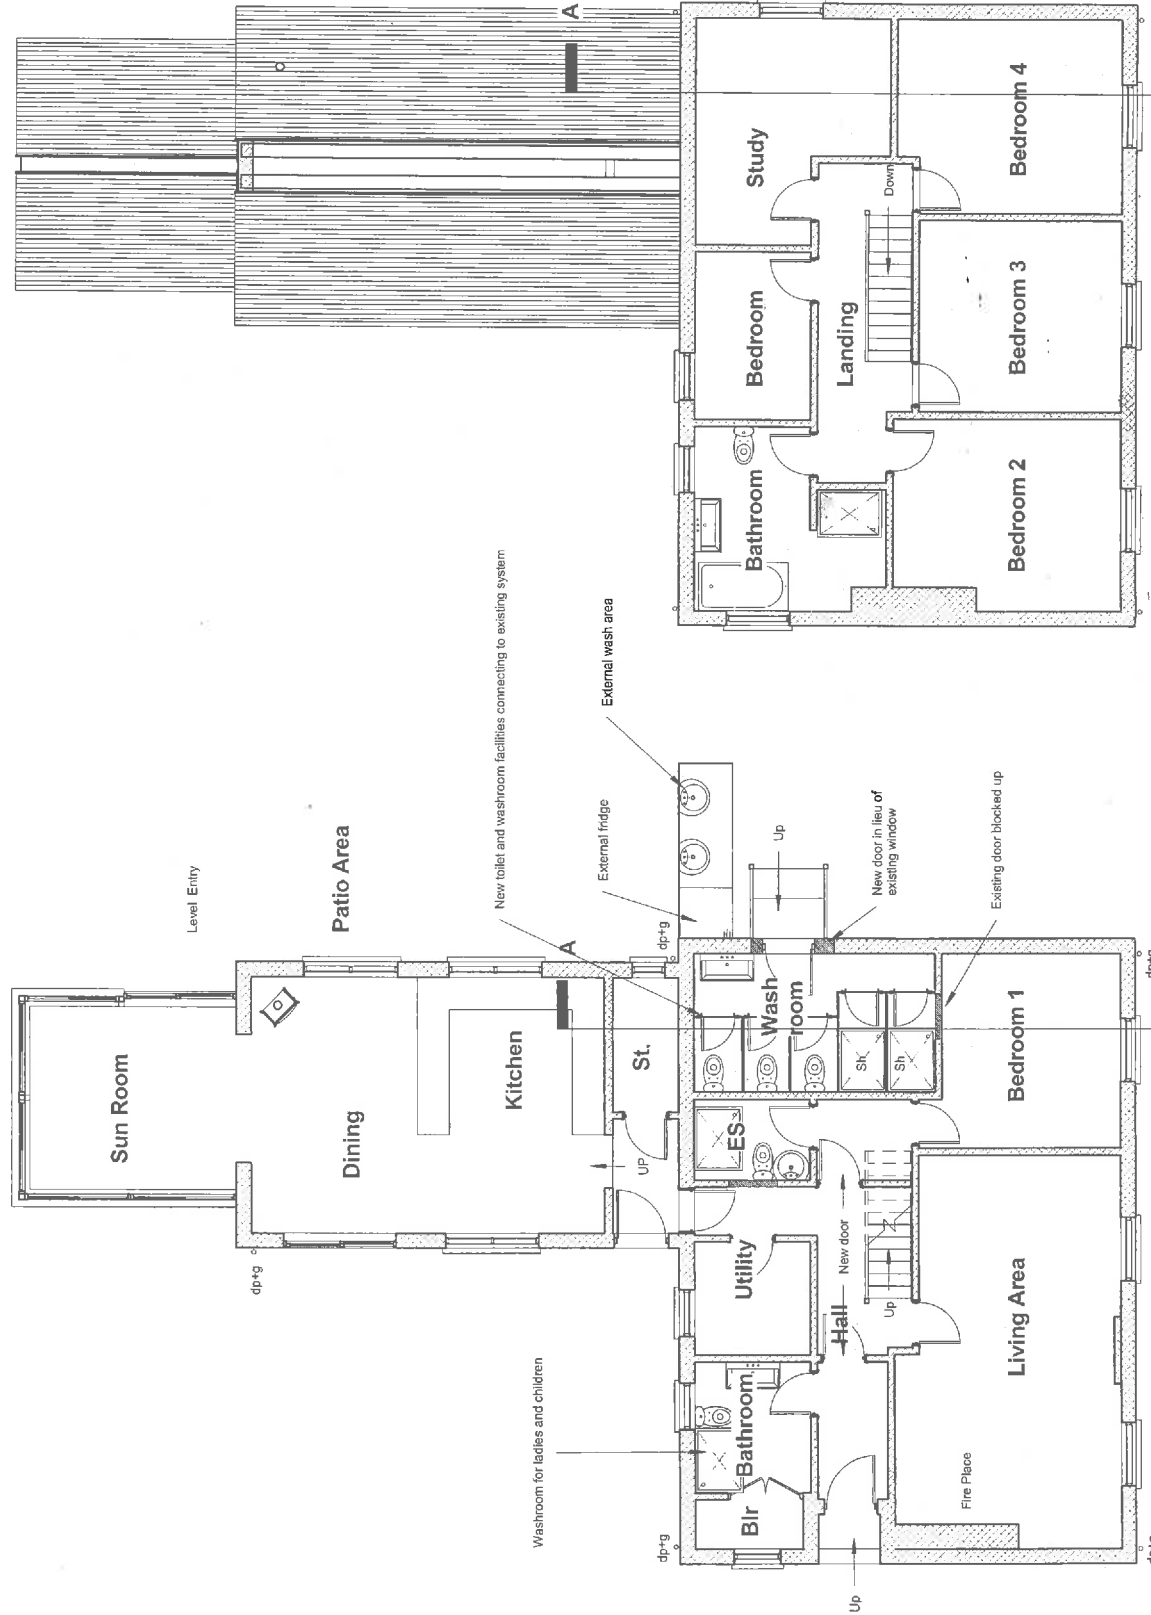 Sun Room
Level Entry
Dining
Patio Area
dp+g
Kitchen
A
New toilet and washroom facilities connecting to existing system
External fridge
External wash area
St.
UP
dp+g
Washroom for ladies and children
dp+g
Blr
Bathroom
Utility
ES
Wash
room
Up
Sh
Sh
New door in lieu of
existing window
Up
Hall
New door
Up
Existing door blocked up
Fire Place
Living Area
Bedroom 1
dp+g
dp+g
A
Bathroom
Bedroom
Study
Landing
Down
Bedroom 2
Bedroom 3
Bedroom 4